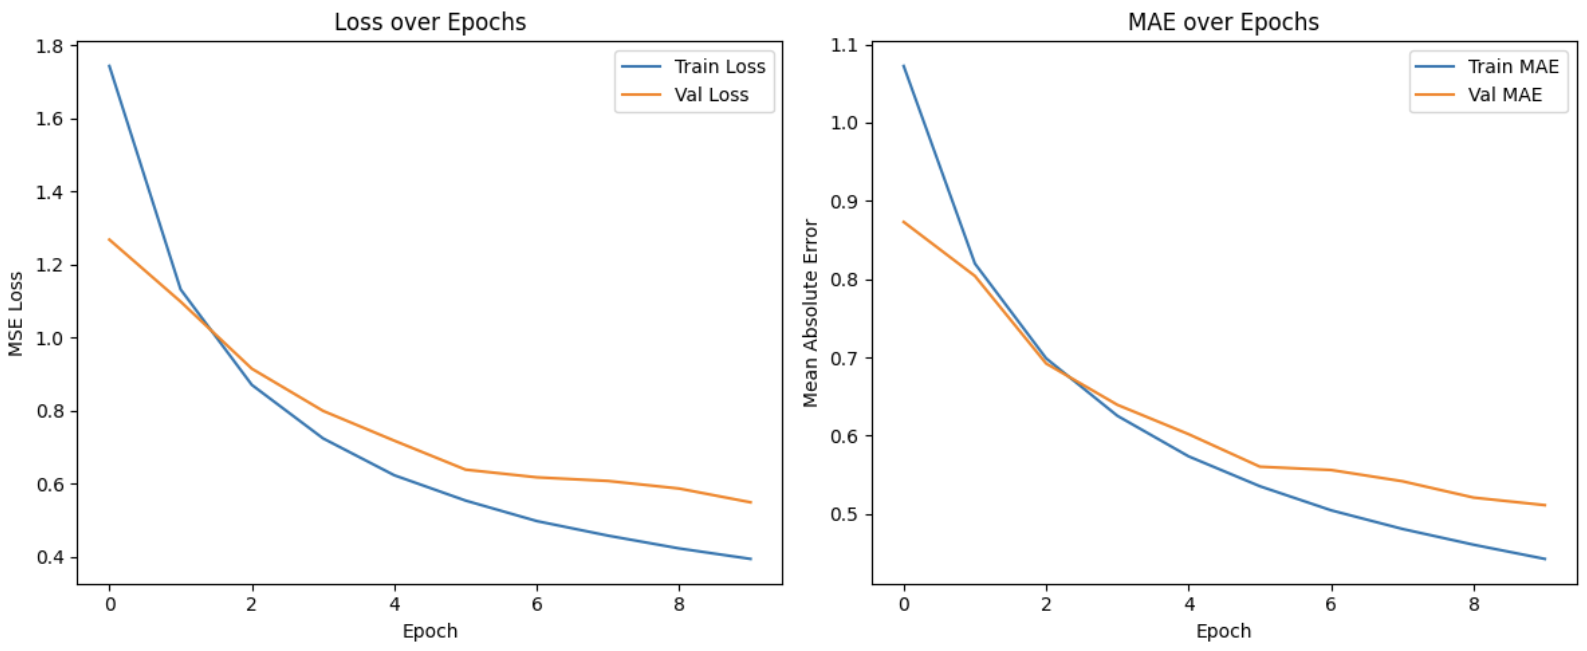 Loss over Epochs
Train Loss
Val Loss
1.8
1.6
1.4
1.2
1.0
0.8
0.6
0.4
MSE Loss
0 2 4 6 8
Epoch
MAE over Epochs
Train MAE
Val MAE
1.1
1.0
0.9
0.8
0.7
0.6
0.5
Mean Absolute Error
0 2 4 6 8
Epoch